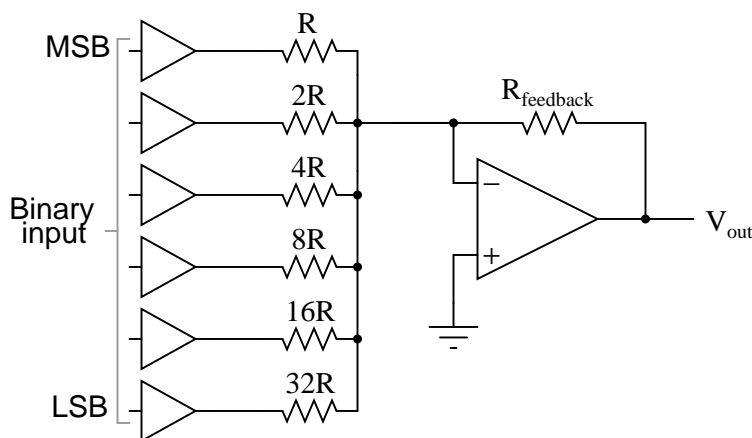 MSB
R
2R
R feedback
4R
−
Binary
input
V out
8R
+
16R
LSB
32R